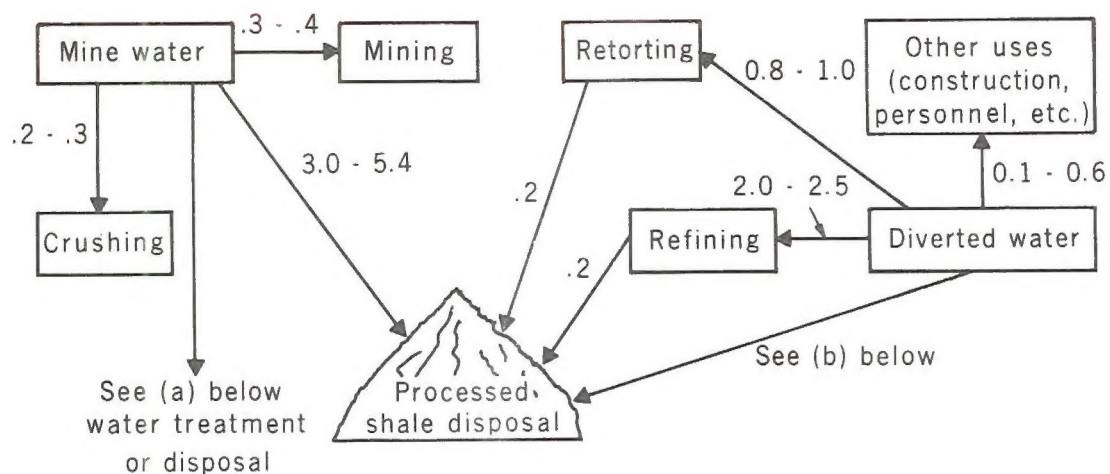 Mine water
.3 - .4
Mining
Retorting
0.8 - 1.0
Other uses
(construction,
personnel, etc.)
.2 - .3
3.0 - 5.4
.2
2.0 - 2.5
0.1 - 0.6
Crushing
.2
Refining
Diverted water
See (a) below
water treatment
or disposal
Processed
shale disposal
See (b) below